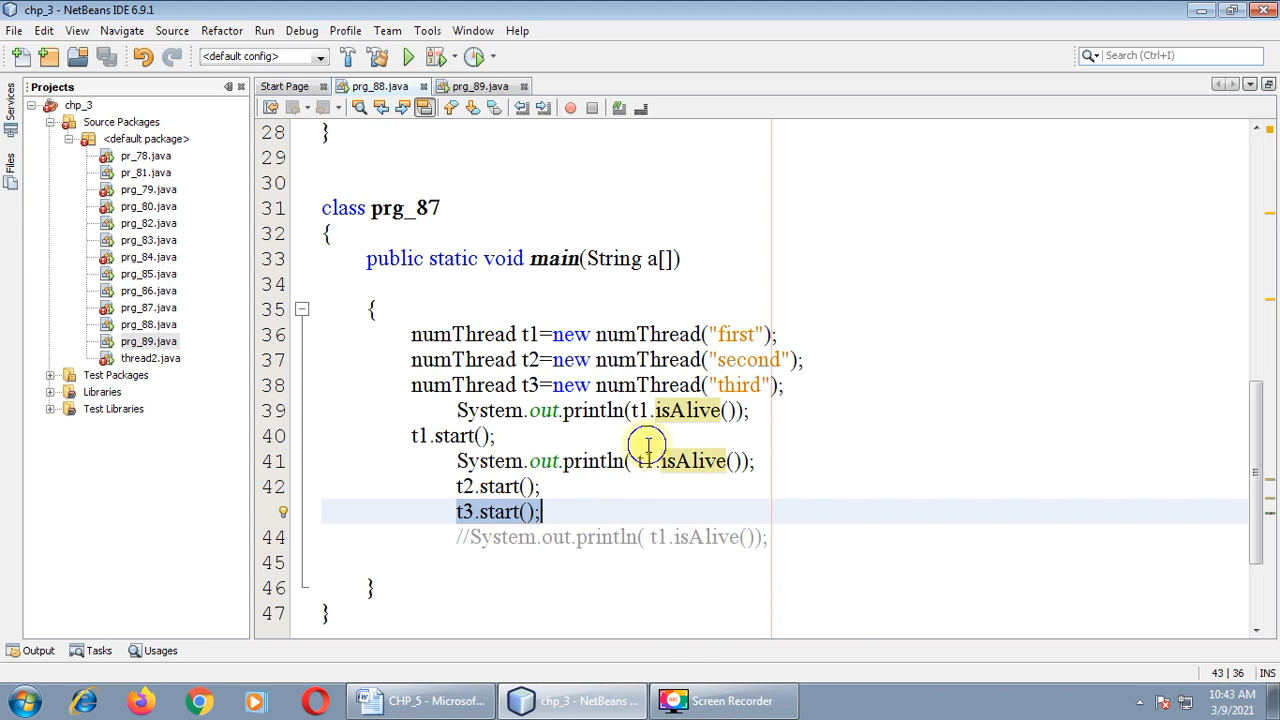 chp_3 - NetBeans IDE 6.9.1
File Edit View Navigate Source Refactor Run Debug Profile Team Tools Window Help
<default config>
Search (Ctrl+I)
Projects
Start Page prg_88.java prg_89.java
Services
Files
chp_3
Source Packages
<default package>
pr_78.java
pr_81.java
prg_79.java
prg_80.java
prg_82.java
prg_83.java
prg_84.java
prg_85.java
prg_86.java
prg_87.java
prg_88.java
prg_89.java
thread2.java
Test Packages
Libraries
Test Libraries
28 }
29
30
31 class prg_87
32 {
33 public static void main(String a[])
34
35 {
36 numThread t1=new numThread("first");
37 numThread t2=new numThread("second");
38 numThread t3=new numThread("third");
39 System.out.println(t1.isAlive());
40 t1.start();
41 System.out.println( t1.isAlive());
42 t2.start();
t3.start();
44 //System.out.println( t1.isAlive());
45
46 }
47 }
Output Tasks Usages
43 | 36 INS
CHP_5 - Microsof... chp_3 - NetBeans ... Screen Recorder
REC
10:43 AM
3/9/2021